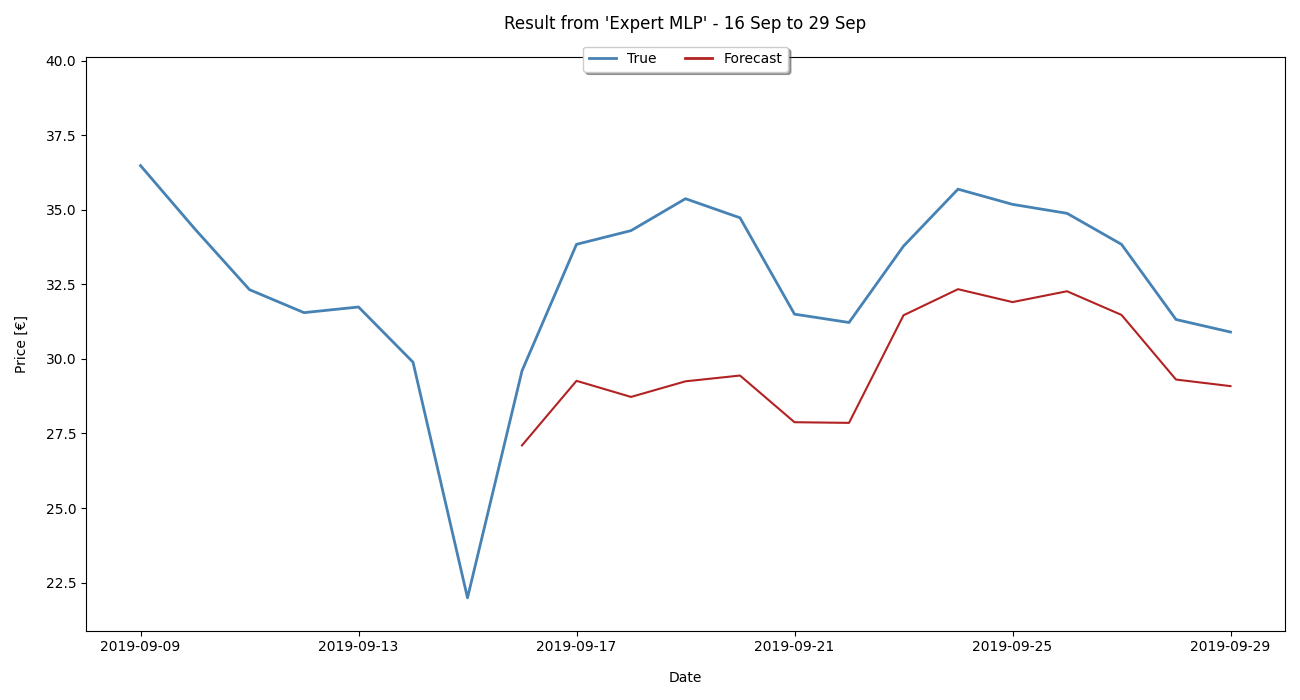 Result from 'Expert MLP' - 16 Sep to 29 Sep
True Forecast
40.0
37.5
35.0
32.5
30.0
27.5
25.0
22.5
Price [€]
2019-09-09 2019-09-13 2019-09-17 2019-09-21 2019-09-25 2019-09-29
Date